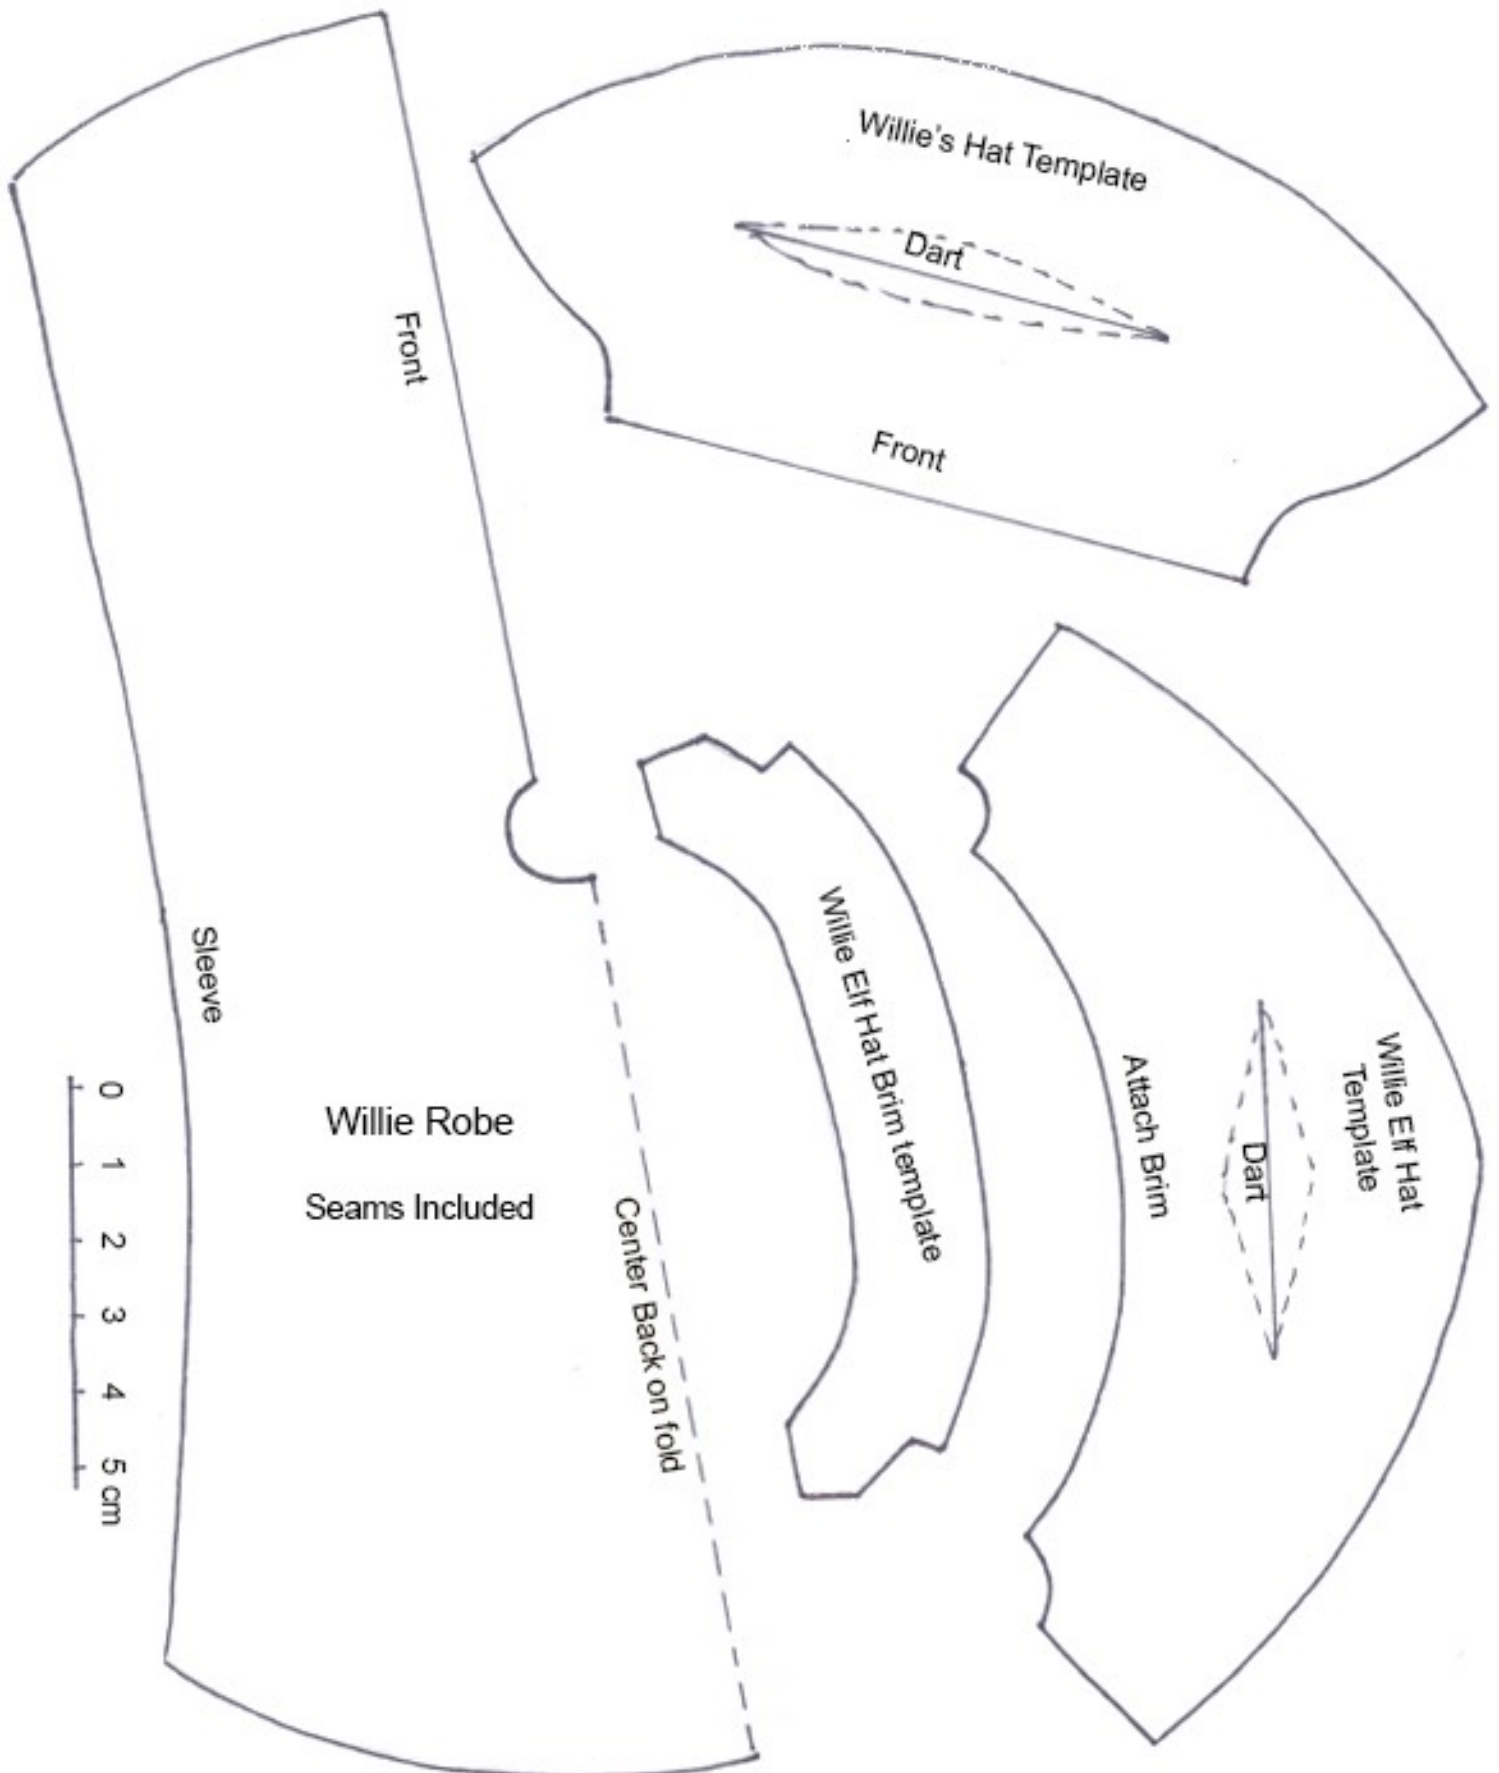 Willie's Hat Template
Dart
Front
Front
Sleeve
Willie Robe
Seams Included
Center Back on fold
Willie Elf Hat Brim template
Attach Brim
Dart
Willie Elf Hat
Template
0 1 2 3 4 5 cm